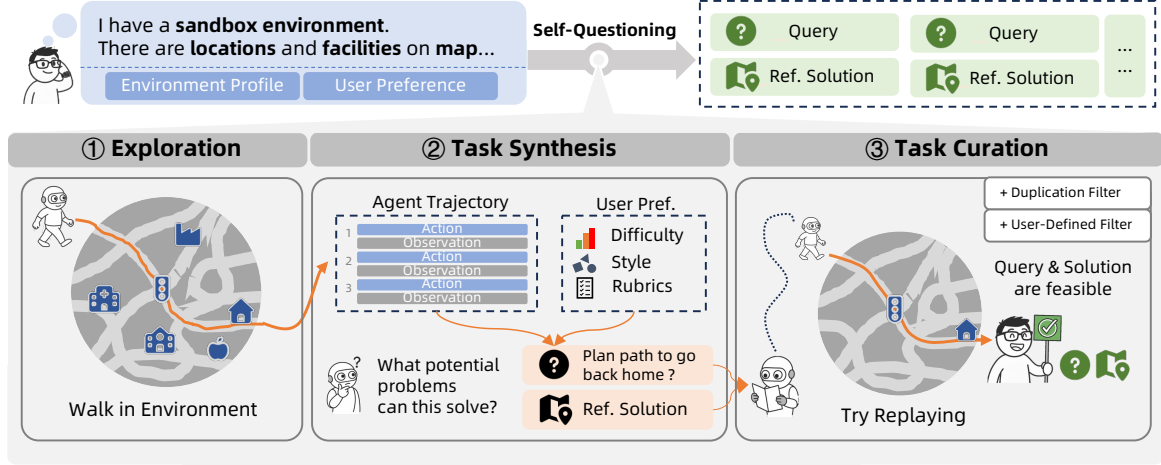 I have a sandbox environment.
There are locations and facilities on map...
Environment Profile
User Preference
Self-Questioning
Query
Ref. Solution
Query
Ref. Solution
...
...
① Exploration
Walk in Environment
② Task Synthesis
Agent Trajectory
1
Action
Observation
2
Action
Observation
3
Action
Observation
User Pref.
Difficulty
Style
Rubrics
?
What potential
problems
can this solve?
?
Plan path to go
back home ?
Ref. Solution
③ Task Curation
+ Duplication Filter
+ User-Defined Filter
Query & Solution
are feasible
Try Replaying